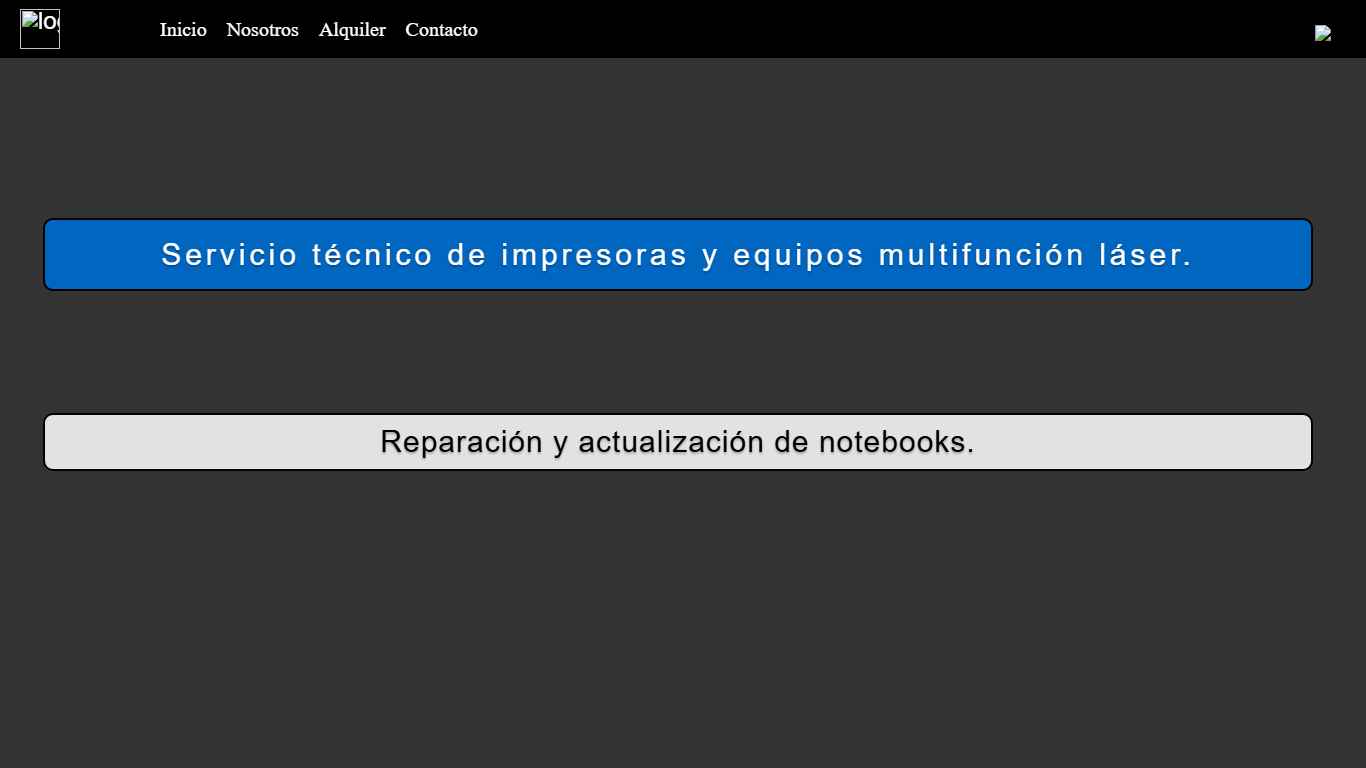 Inicio Nosotros Alquiler Contacto
Servicio técnico de impresoras y equipos multifunción láser.
Reparación y actualización de notebooks.